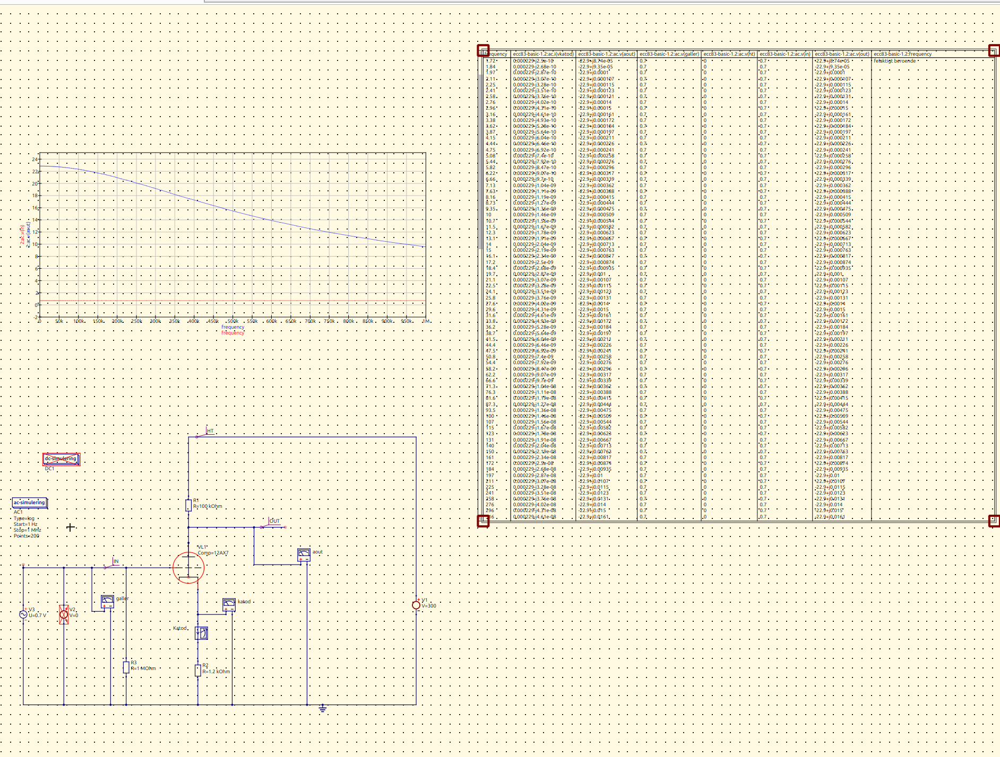 frequency ecc83-basic-1.2:ac.i(vkatod) ecc83-basic-1.2:ac.v(aout) ecc83-basic-1.2:ac.v(galler) ecc83-basic-1.2:ac.v(ht) ecc83-basic-1.2:ac.v(in) ecc83-basic-1.2:ac.v(out) ecc83-basic-1.2:frequency
1.72 0.000229-j2.5e-10 -22.9+j8.74e-05 0.7 0 0.7 -22.9+j8.74e-05 felaktigt beroende
1.84 0.000229-j2.68e-10 -22.9+j9.35e-05 0.7 0 0.7 -22.9+j9.35e-05
1.97 0.000229-j2.87e-10 -22.9+j0.0001 0.7 0 0.7 -22.9+j0.0001
2.11 0.000229-j3.07e-10 -22.9+j0.000107 0.7 0 0.7 -22.9+j0.000107
2.25 0.000229-j3.28e-10 -22.9+j0.000115 0.7 0 0.7 -22.9+j0.000115
2.41 0.000229-j3.51e-10 -22.9+j0.000123 0.7 0 0.7 -22.9+j0.000123
2.58 0.000229-j3.76e-10 -22.9+j0.000131 0.7 0 0.7 -22.9+j0.000131
2.76 0.000229-j4.02e-10 -22.9+j0.00014 0.7 0 0.7 -22.9+j0.00014
2.96 0.000229-j4.31e-10 -22.9+j0.00015 0.7 0 0.7 -22.9+j0.00015
3.16 0.000229-j4.61e-10 -22.9+j0.000161 0.7 0 0.7 -22.9+j0.000161
3.38 0.000229-j4.93e-10 -22.9+j0.000172 0.7 0 0.7 -22.9+j0.000172
3.62 0.000229-j5.28e-10 -22.9+j0.000184 0.7 0 0.7 -22.9+j0.000184
3.87 0.000229-j5.64e-10 -22.9+j0.000197 0.7 0 0.7 -22.9+j0.000197
4.15 0.000229-j6.04e-10 -22.9+j0.000211 0.7 0 0.7 -22.9+j0.000211
4.44 0.000229-j6.46e-10 -22.9+j0.000226 0.7 0 0.7 -22.9+j0.000226
4.75 0.000229-j6.92e-10 -22.9+j0.000241 0.7 0 0.7 -22.9+j0.000241
5.08 0.000229-j7.4e-10 -22.9+j0.000258 0.7 0 0.7 -22.9+j0.000258
5.44 0.000229-j7.92e-10 -22.9+j0.000276 0.7 0 0.7 -22.9+j0.000276
5.82 0.000229-j8.47e-10 -22.9+j0.000296 0.7 0 0.7 -22.9+j0.000296
6.22 0.000229-j9.07e-10 -22.9+j0.000317 0.7 0 0.7 -22.9+j0.000317
6.66 0.000229-j9.7e-10 -22.9+j0.000339 0.7 0 0.7 -22.9+j0.000339
7.13 0.000229-j1.04e-09 -22.9+j0.000362 0.7 0 0.7 -22.9+j0.000362
7.63 0.000229-j1.11e-09 -22.9+j0.000388 0.7 0 0.7 -22.9+j0.000388
8.16 0.000229-j1.19e-09 -22.9+j0.000415 0.7 0 0.7 -22.9+j0.000415
8.73 0.000229-j1.27e-09 -22.9+j0.000444 0.7 0 0.7 -22.9+j0.000444
9.35 0.000229-j1.36e-09 -22.9+j0.000475 0.7 0 0.7 -22.9+j0.000475
10 0.000229-j1.46e-09 -22.9+j0.000509 0.7 0 0.7 -22.9+j0.000509
10.7 0.000229-j1.56e-09 -22.9+j0.000544 0.7 0 0.7 -22.9+j0.000544
11.5 0.000229-j1.67e-09 -22.9+j0.000582 0.7 0 0.7 -22.9+j0.000582
12.3 0.000229-j1.78e-09 -22.9+j0.000623 0.7 0 0.7 -22.9+j0.000623
13.1 0.000229-j1.91e-09 -22.9+j0.000667 0.7 0 0.7 -22.9+j0.000667
14 0.000229-j2.04e-09 -22.9+j0.000713 0.7 0 0.7 -22.9+j0.000713
15 0.000229-j2.19e-09 -22.9+j0.000763 0.7 0 0.7 -22.9+j0.000763
16.1 0.000229-j2.34e-09 -22.9+j0.000817 0.7 0 0.7 -22.9+j0.000817
17.2 0.000229-j2.5e-09 -22.9+j0.000874 0.7 0 0.7 -22.9+j0.000874
18.4 0.000229-j2.68e-09 -22.9+j0.000935 0.7 0 0.7 -22.9+j0.000935
19.7 0.000229-j2.87e-09 -22.9+j0.001 0.7 0 0.7 -22.9+j0.001
21.1 0.000229-j3.07e-09 -22.9+j0.00107 0.7 0 0.7 -22.9+j0.00107
22.5 0.000229-j3.28e-09 -22.9+j0.00115 0.7 0 0.7 -22.9+j0.00115
24.1 0.000229-j3.51e-09 -22.9+j0.00123 0.7 0 0.7 -22.9+j0.00123
25.8 0.000229-j3.76e-09 -22.9+j0.00131 0.7 0 0.7 -22.9+j0.00131
27.6 0.000229-j4.02e-09 -22.9+j0.0014 0.7 0 0.7 -22.9+j0.0014
29.6 0.000229-j4.31e-09 -22.9+j0.0015 0.7 0 0.7 -22.9+j0.0015
31.6 0.000229-j4.61e-09 -22.9+j0.00161 0.7 0 0.7 -22.9+j0.00161
33.8 0.000229-j4.93e-09 -22.9+j0.00172 0.7 0 0.7 -22.9+j0.00172
36.2 0.000229-j5.28e-09 -22.9+j0.00184 0.7 0 0.7 -22.9+j0.00184
38.7 0.000229-j5.64e-09 -22.9+j0.00197 0.7 0 0.7 -22.9+j0.00197
41.5 0.000229-j6.04e-09 -22.9+j0.00211 0.7 0 0.7 -22.9+j0.00211
44.4 0.000229-j6.46e-09 -22.9+j0.00226 0.7 0 0.7 -22.9+j0.00226
47.5 0.000229-j6.92e-09 -22.9+j0.00241 0.7 0 0.7 -22.9+j0.00241
50.8 0.000229-j7.4e-09 -22.9+j0.00258 0.7 0 0.7 -22.9+j0.00258
54.4 0.000229-j7.92e-09 -22.9+j0.00276 0.7 0 0.7 -22.9+j0.00276
58.2 0.000229-j8.47e-09 -22.9+j0.00296 0.7 0 0.7 -22.9+j0.00296
62.2 0.000229-j9.07e-09 -22.9+j0.00317 0.7 0 0.7 -22.9+j0.00317
66.6 0.000229-j9.7e-09 -22.9+j0.00339 0.7 0 0.7 -22.9+j0.00339
71.3 0.000229-j1.04e-08 -22.9+j0.00362 0.7 0 0.7 -22.9+j0.00362
76.3 0.000229-j1.11e-08 -22.9+j0.00388 0.7 0 0.7 -22.9+j0.00388
81.6 0.000229-j1.19e-08 -22.9+j0.00415 0.7 0 0.7 -22.9+j0.00415
87.3 0.000229-j1.27e-08 -22.9+j0.00444 0.7 0 0.7 -22.9+j0.00444
93.5 0.000229-j1.36e-08 -22.9+j0.00475 0.7 0 0.7 -22.9+j0.00475
100 0.000229-j1.46e-08 -22.9+j0.00509 0.7 0 0.7 -22.9+j0.00509
107 0.000229-j1.56e-08 -22.9+j0.00544 0.7 0 0.7 -22.9+j0.00544
115 0.000229-j1.67e-08 -22.9+j0.00582 0.7 0 0.7 -22.9+j0.00582
123 0.000229-j1.78e-08 -22.9+j0.00623 0.7 0 0.7 -22.9+j0.00623
131 0.000229-j1.91e-08 -22.9+j0.00667 0.7 0 0.7 -22.9+j0.00667
140 0.000229-j2.04e-08 -22.9+j0.00713 0.7 0 0.7 -22.9+j0.00713
150 0.000229-j2.19e-08 -22.9+j0.00763 0.7 0 0.7 -22.9+j0.00763
161 0.000229-j2.34e-08 -22.9+j0.00817 0.7 0 0.7 -22.9+j0.00817
172 0.000229-j2.5e-08 -22.9+j0.00874 0.7 0 0.7 -22.9+j0.00874
184 0.000229-j2.68e-08 -22.9+j0.00935 0.7 0 0.7 -22.9+j0.00935
197 0.000229-j2.87e-08 -22.9+j0.01 0.7 0 0.7 -22.9+j0.01
211 0.000229-j3.07e-08 -22.9+j0.0107 0.7 0 0.7 -22.9+j0.0107
225 0.000229-j3.28e-08 -22.9+j0.0115 0.7 0 0.7 -22.9+j0.0115
241 0.000229-j3.51e-08 -22.9+j0.0123 0.7 0 0.7 -22.9+j0.0123
258 0.000229-j3.76e-08 -22.9+j0.0131 0.7 0 0.7 -22.9+j0.0131
276 0.000229-j4.02e-08 -22.9+j0.014 0.7 0 0.7 -22.9+j0.014
296 0.000229-j4.31e-08 -22.9+j0.015 0.7 0 0.7 -22.9+j0.015
16 0.000229-j4.61e-08 -22.9+j0.0161 0.7 0 0.7 -22.9+j0.0161
24
22
20
18
16
14
12
10
8
6
4
2
0
-2
2:ac.v(in)
2:ac.v(aout)
0 50k 100k 150k 200k 250k 300k 350k 400k 450k 500k 550k 600k 650k 700k 750k 800k 850k 900k 950k 1M
frequency
frequency
HT
dc-simulering
DC1
ac-simulering
AC1
Type=log
Start=1 Hz
Stop=1 MHz
Points=200
R1
R=100 kOhm
OUT
VL1
Comp=12AX7
aout
IN
galler
katod
V3
U=0.7 V
V2
V=0
V1
V=300
Katod
R3
R=1 MOhm
R2
R=1.2 kOhm